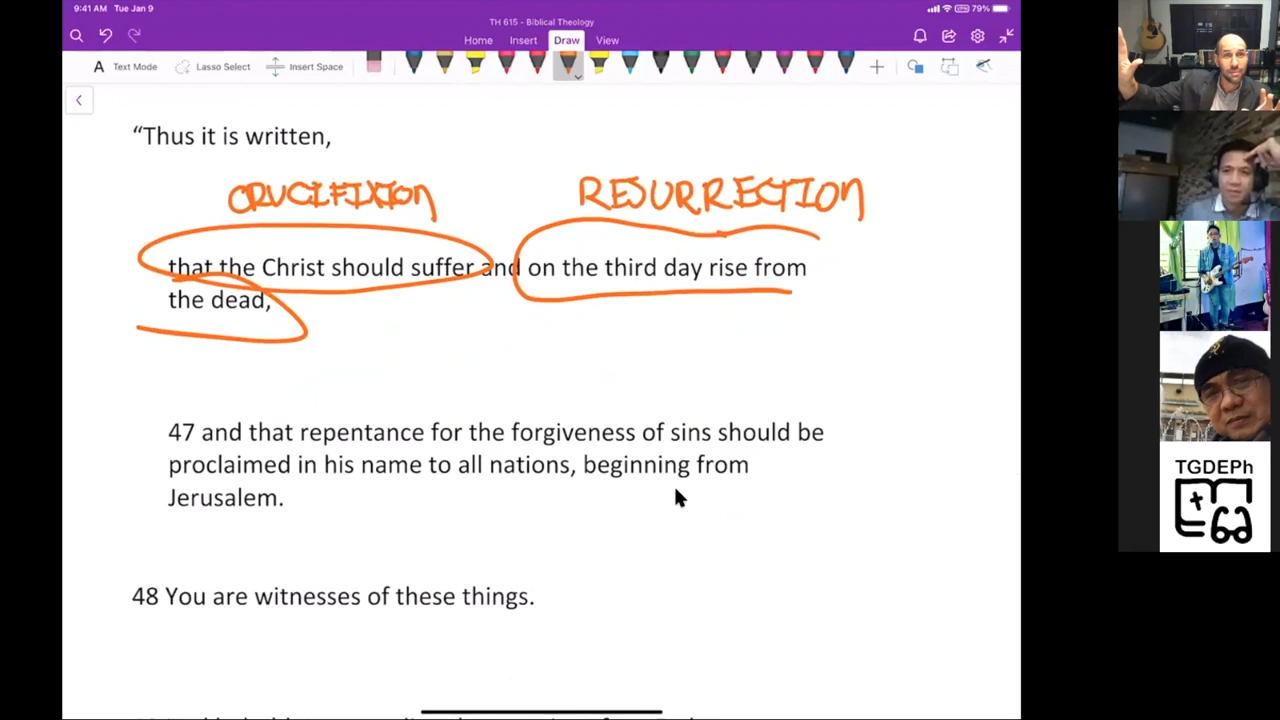 9:41 AM Tue Jan 9
VPN 79%
TH 615 - Biblical Theology
Home Insert Draw View
Text Mode Lasso Select Insert Space
“Thus it is written,
CRUCIFIXION RESURRECTION
that the Christ should suffer and on the third day rise from
the dead,
47 and that repentance for the forgiveness of sins should be
proclaimed in his name to all nations, beginning from
Jerusalem.
48 You are witnesses of these things.
TGDEPh